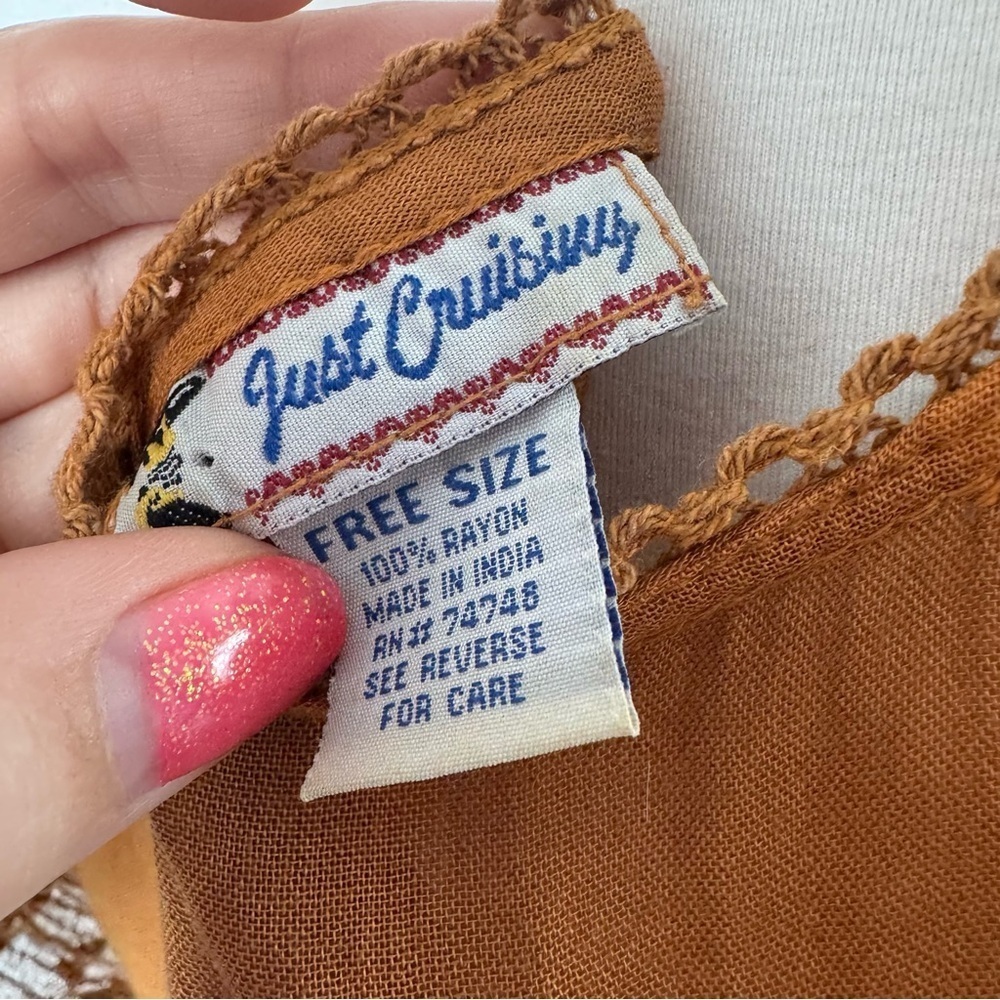 Just Cruising
FREE SIZE
100% RAYON
MADE IN INDIA
RN# 74748
SEE REVERSE
FOR CARE